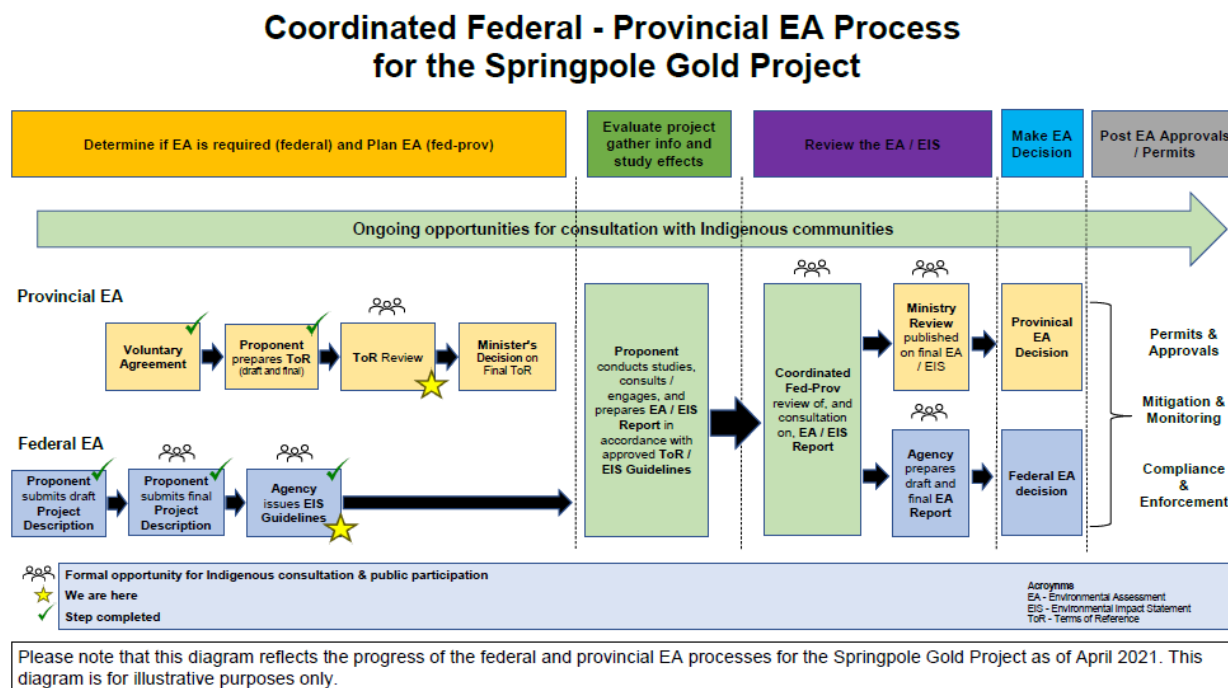 Coordinated Federal - Provincial EA Process
for the Springpole Gold Project
Determine if EA is required (federal) and Plan EA (fed-prov)
Evaluate project
gather info and
study effects
Review the EA / EIS
Make EA
Decision
Post EA Approvals
/ Permits
Ongoing opportunities for consultation with Indigenous communities
Provincial EA
Voluntary
Agreement
Proponent
prepares ToR
(draft and final)
ToR Review
Minister's
Decision on
Final ToR
Federal EA
Proponent
submits draft
Project
Description
Proponent
submits final
Project
Description
Agency
issues EIS
Guidelines
Proponent
conducts studies,
consults /
engages, and
prepares EA / EIS
Report in
accordance with
approved ToR /
EIS Guidelines
Coordinated
Fed-Prov
review of, and
consultation
on, EA / EIS
Report
Ministry
Review
published
on final EA
/ EIS
Agency
prepares
draft and
final EA
Report
Provinical
EA
Decision
Federal EA
decision
Permits &
Approvals
Mitigation &
Monitoring
Compliance
&
Enforcement
Formal opportunity for Indigenous consultation & public participation
We are here
Step completed
Acroynms
EA - Environmental Assessment
EIS - Environmental Impact Statement
ToR - Terms of Reference
Please note that this diagram reflects the progress of the federal and provincial EA processes for the Springpole Gold Project as of April 2021. This
diagram is for illustrative purposes only.